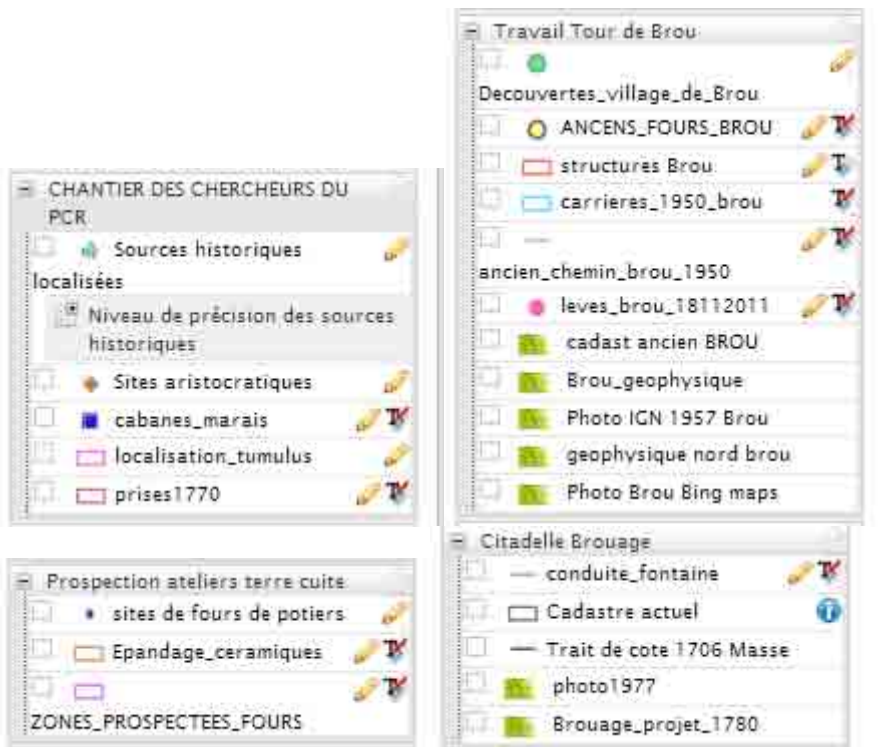 CHANTIER DES CHERCHEURS DU
PCR
Sources historiques
localisées
Niveau de précision des sources
historiques
Sites aristocratiques
cabanes_marais
localisation_tumulus
prises1770
Prospection ateliers terre cuite
sites de fours de potiers
Epandage_ceramiques
ZONES_PROSPECTEES_FOURS
Travail Tour de Brou
Decouvertes_village_de_Brou
ANCENS_FOURS_BROU
structures Brou
carrieres_1950_brou
ancien_chemin_brou_1950
leves_brou_18112011
cadast ancien BROU
Brou_geophysique
Photo IGN 1957 Brou
geophysique nord brou
Photo Brou Bing maps
Citadelle Brouage
conduite_fontaine
Cadastre actuel
Trait de cote 1706 Masse
photo1977
Brouage_projet_1780